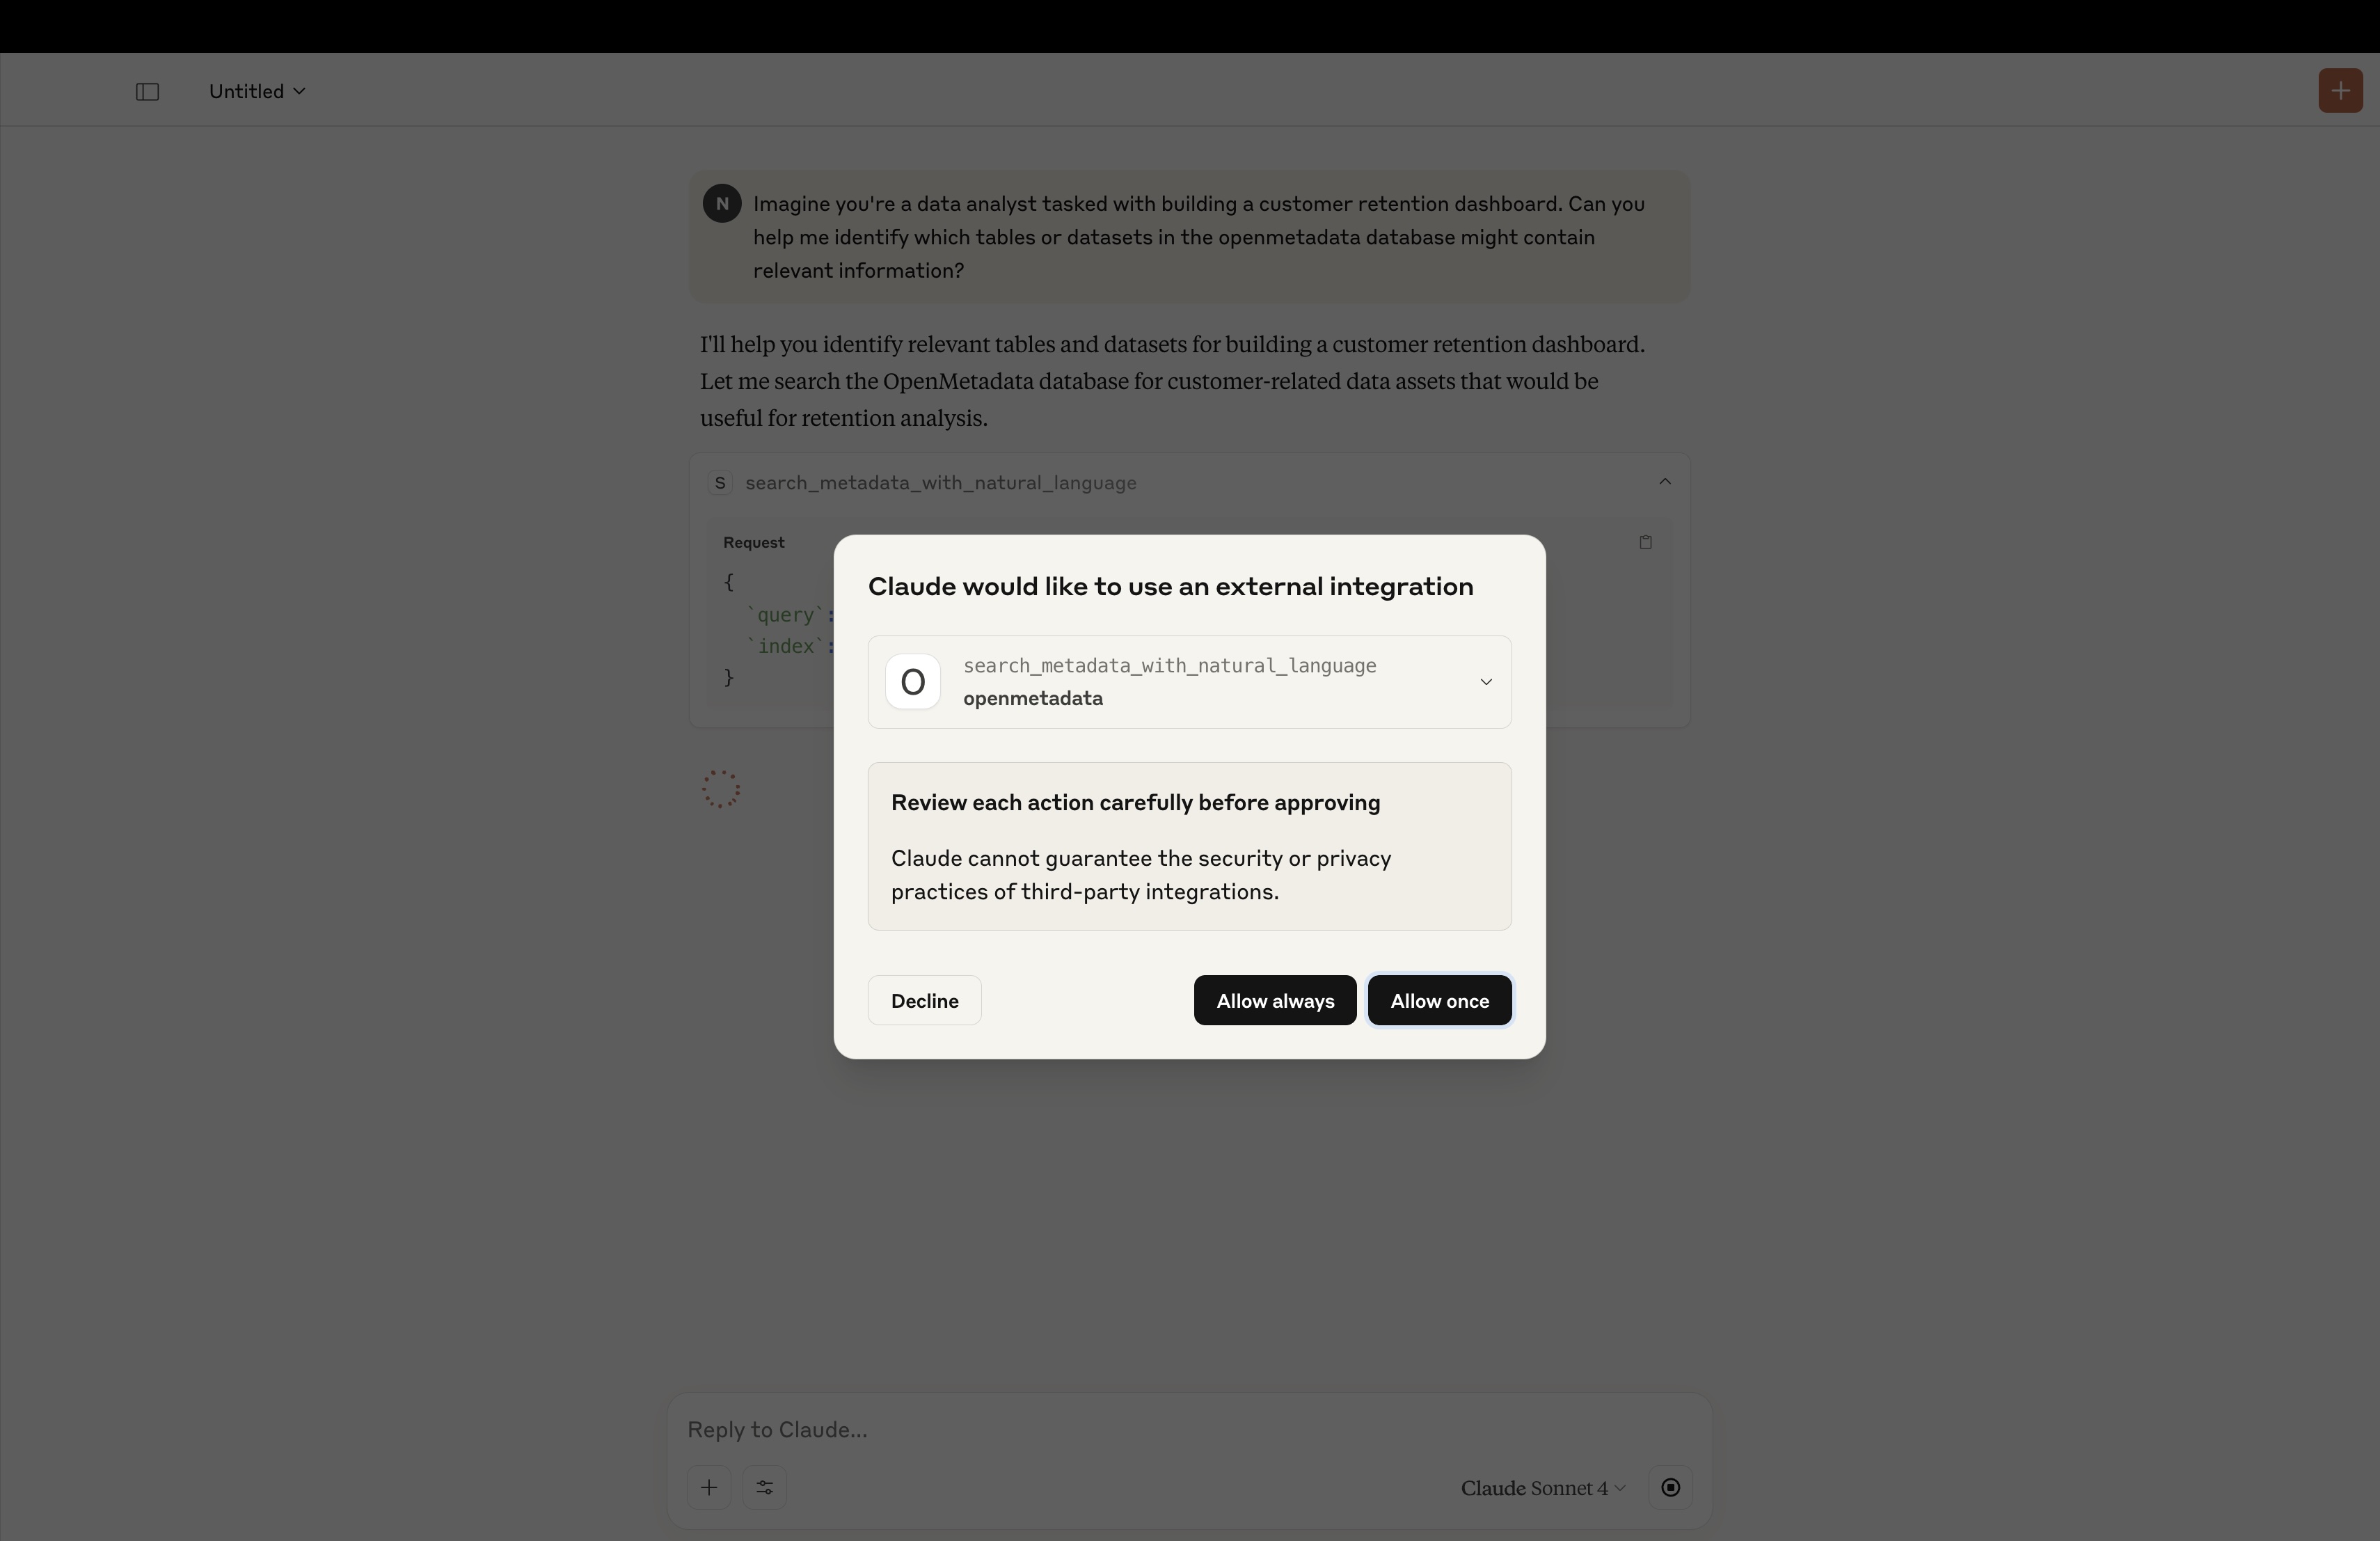 Untitled
N
Imagine you're a data analyst tasked with building a customer retention dashboard. Can you
help me identify which tables or datasets in the openmetadata database might contain
relevant information?
I'll help you identify relevant tables and datasets for building a customer retention dashboard.
Let me search the OpenMetadata database for customer-related data assets that would be
useful for retention analysis.
S search_metadata_with_natural_language
Request
{
`query`:
`index`:
}
Claude would like to use an external integration
O
search_metadata_with_natural_language
openmetadata
Review each action carefully before approving
Claude cannot guarantee the security or privacy
practices of third-party integrations.
Decline Allow always Allow once
Reply to Claude...
Claude Sonnet 4